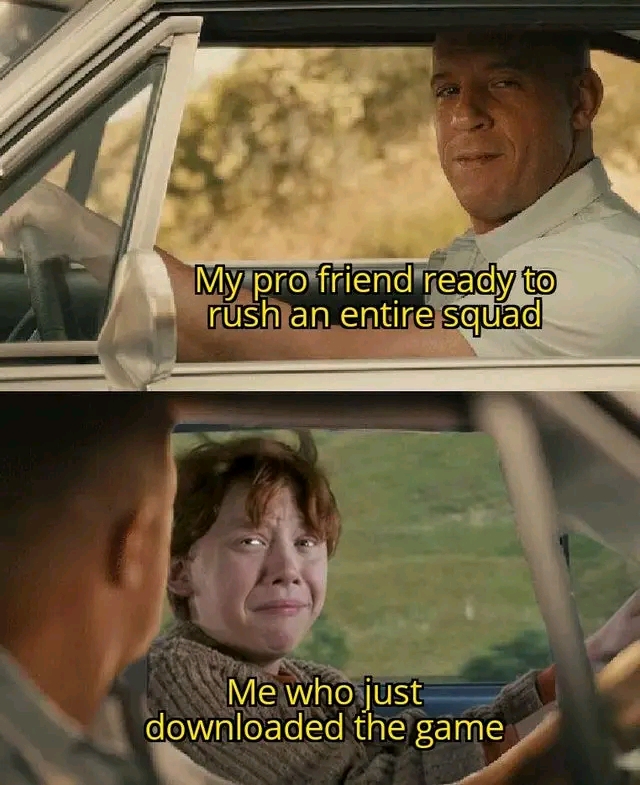 My pro friend ready to
rush an entire squad
Me who just
downloaded the game